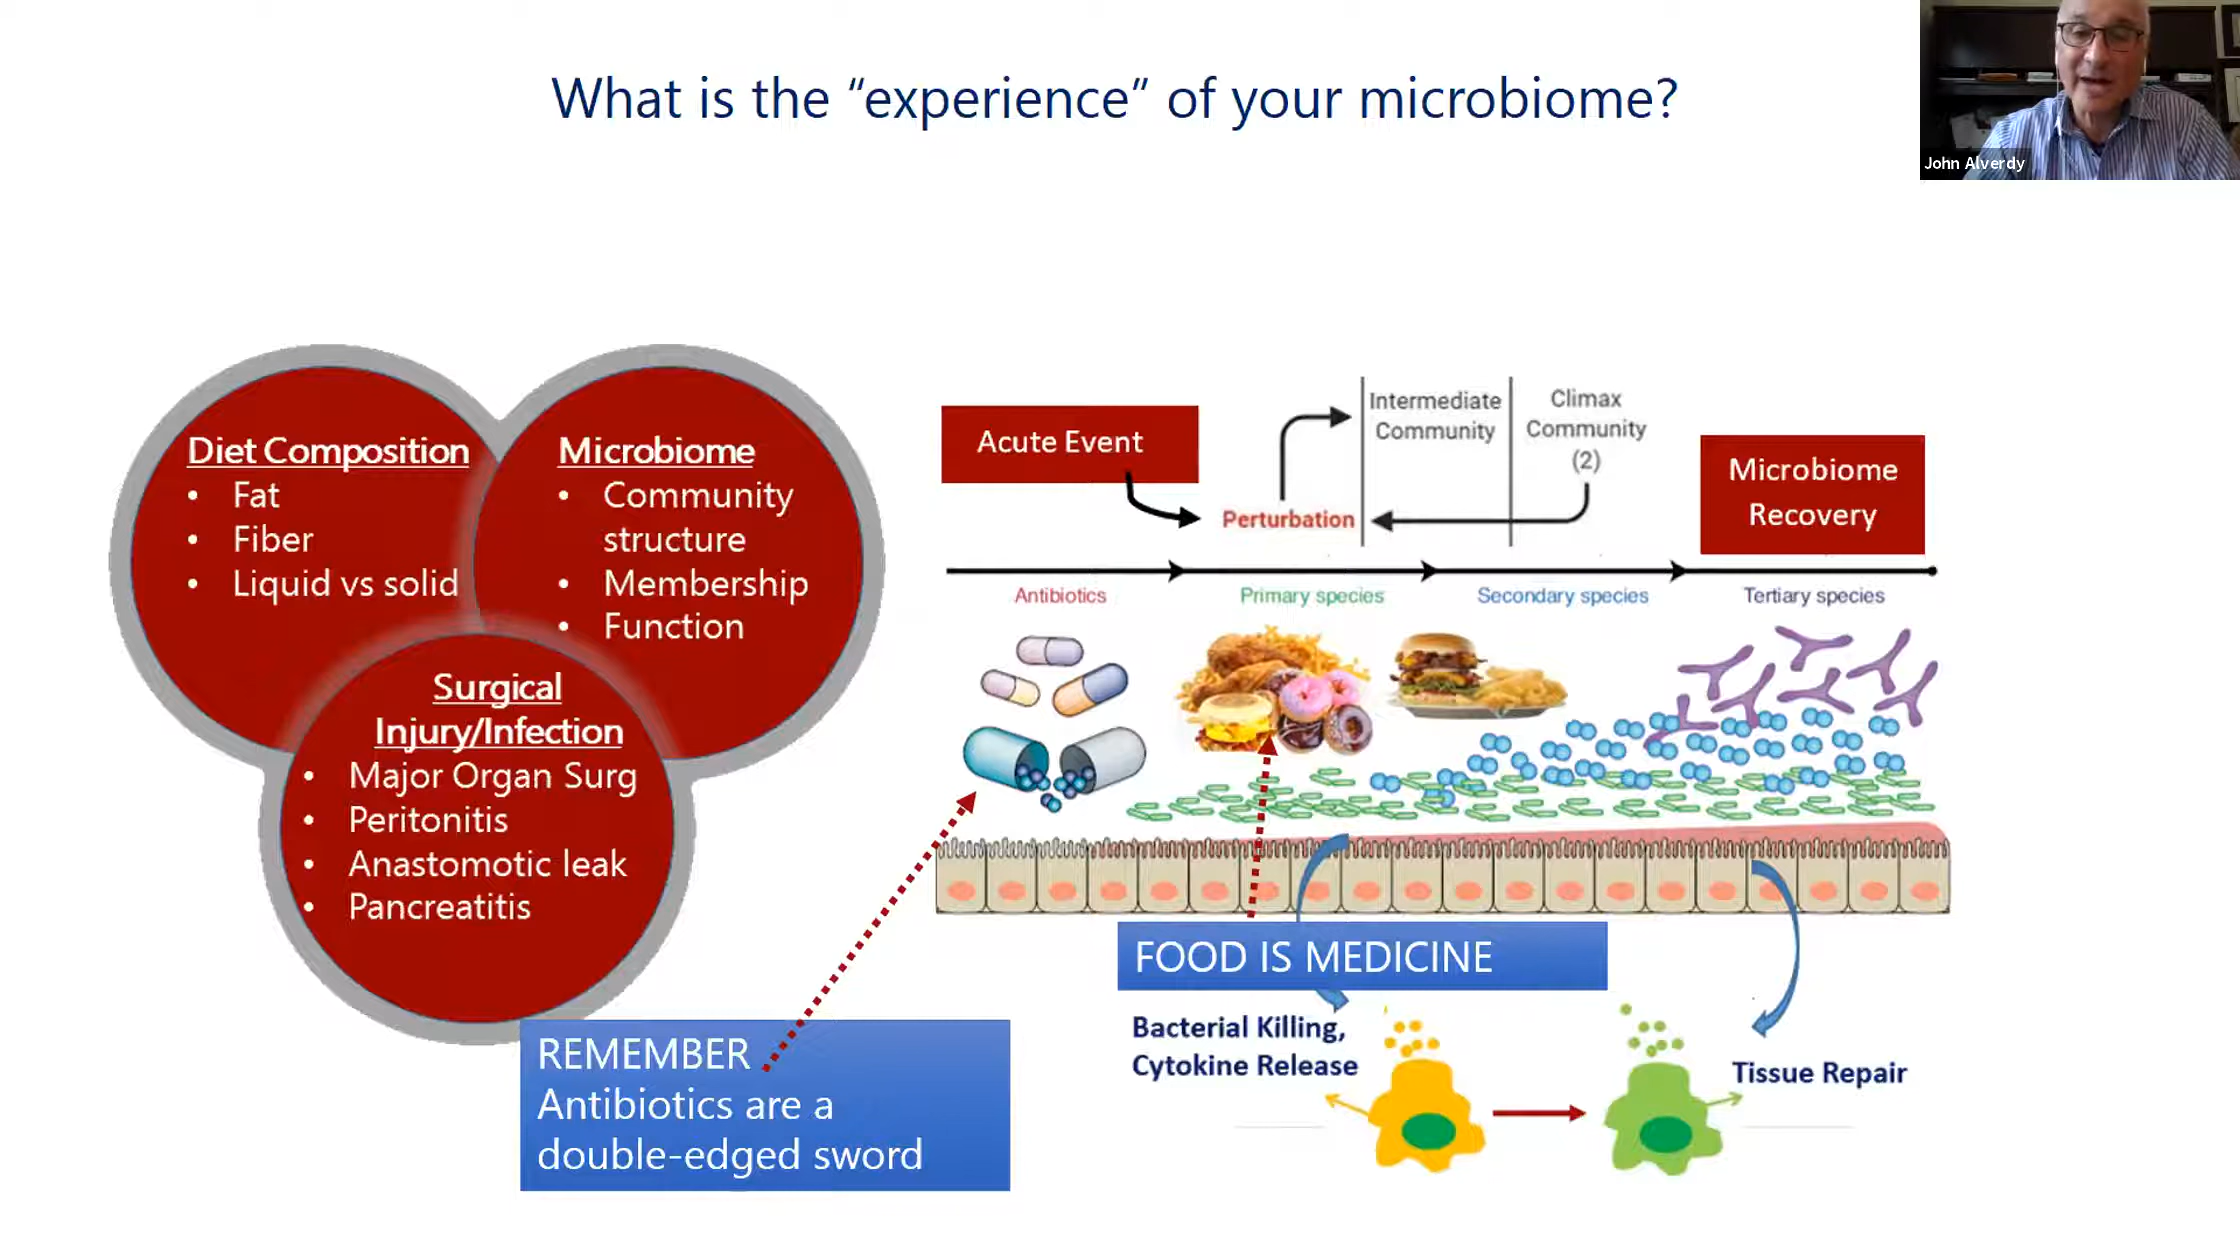 What is the “experience” of your microbiome?
John Alverdy
Diet Composition
• Fat
• Fiber
• Liquid vs solid
Microbiome
• Community
structure
• Membership
• Function
Surgical
Injury/Infection
• Major Organ Surg
• Peritonitis
• Anastomotic leak
• Pancreatitis
REMEMBER
Antibiotics are a
double-edged sword
Acute Event
Perturbation
Intermediate
Community
Climax
Community
(2)
Microbiome
Recovery
Antibiotics
Primary species
Secondary species
Tertiary species
FOOD IS MEDICINE
Bacterial Killing,
Cytokine Release
Tissue Repair